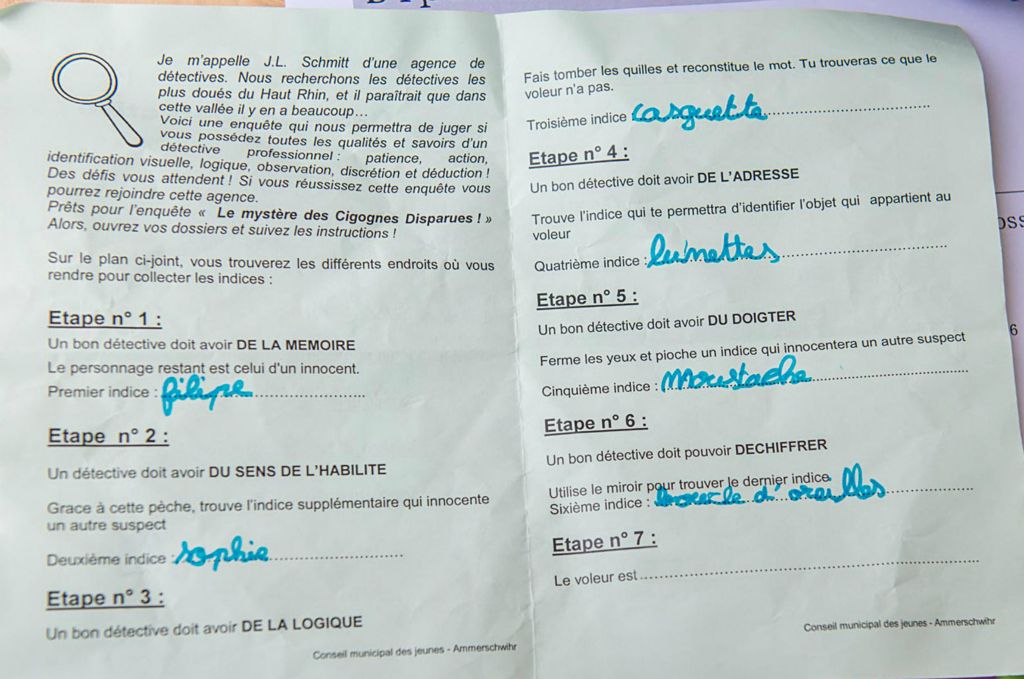 Je m'appelle J.L. Schmitt d'une agence de
détectives. Nous recherchons les détectives les
plus doués du Haut Rhin, et il paraîtrait que dans
cette vallée il y en a beaucoup...
Voici une enquête qui nous permettra de juger si
vous possédez toutes les qualités et savoirs d'un
détective professionnel : patience, action,
identification visuelle, logique, observation, discrétion et déduction !
Des défis vous attendent ! Si vous réussissez cette enquête vous
pourrez rejoindre cette agence.
Prêts pour l'enquête « Le mystère des Cigognes Disparues ! »
Alors, ouvrez vos dossiers et suivez les instructions !
Sur le plan ci-joint, vous trouverez les différents endroits où vous
rendre pour collecter les indices :
Etape n° 1 :
Un bon détective doit avoir DE LA MEMOIRE
Le personnage restant est celui d'un innocent.
Premier indice : filipe
Etape n° 2 :
Un détective doit avoir DU SENS DE L'HABILITE
Grace à cette pèche, trouve l'indice supplémentaire qui innocente
un autre suspect
Deuxième indice : sophie
Etape n° 3 :
Un bon détective doit avoir DE LA LOGIQUE
Conseil municipal des jeunes - Ammerschwihr
Fais tomber les quilles et reconstitue le mot. Tu trouveras ce que le
voleur n'a pas.
Troisième indice : casquette
Etape n° 4 :
Un bon détective doit avoir DE L'ADRESSE
Trouve l'indice qui te permettra d'identifier l'objet qui appartient au
voleur
Quatrième indice : lunettes
Etape n° 5 :
Un bon détective doit avoir DU DOIGTER
Ferme les yeux et pioche un indice qui innocentera un autre suspect
Cinquième indice : Moustache
Etape n° 6 :
Un bon détective doit pouvoir DECHIFFRER
Utilise le miroir pour trouver le dernier indice
Sixième indice : boucle d'oreilles
Etape n° 7 :
Le voleur est
Conseil municipal des jeunes - Ammerschwihr
6